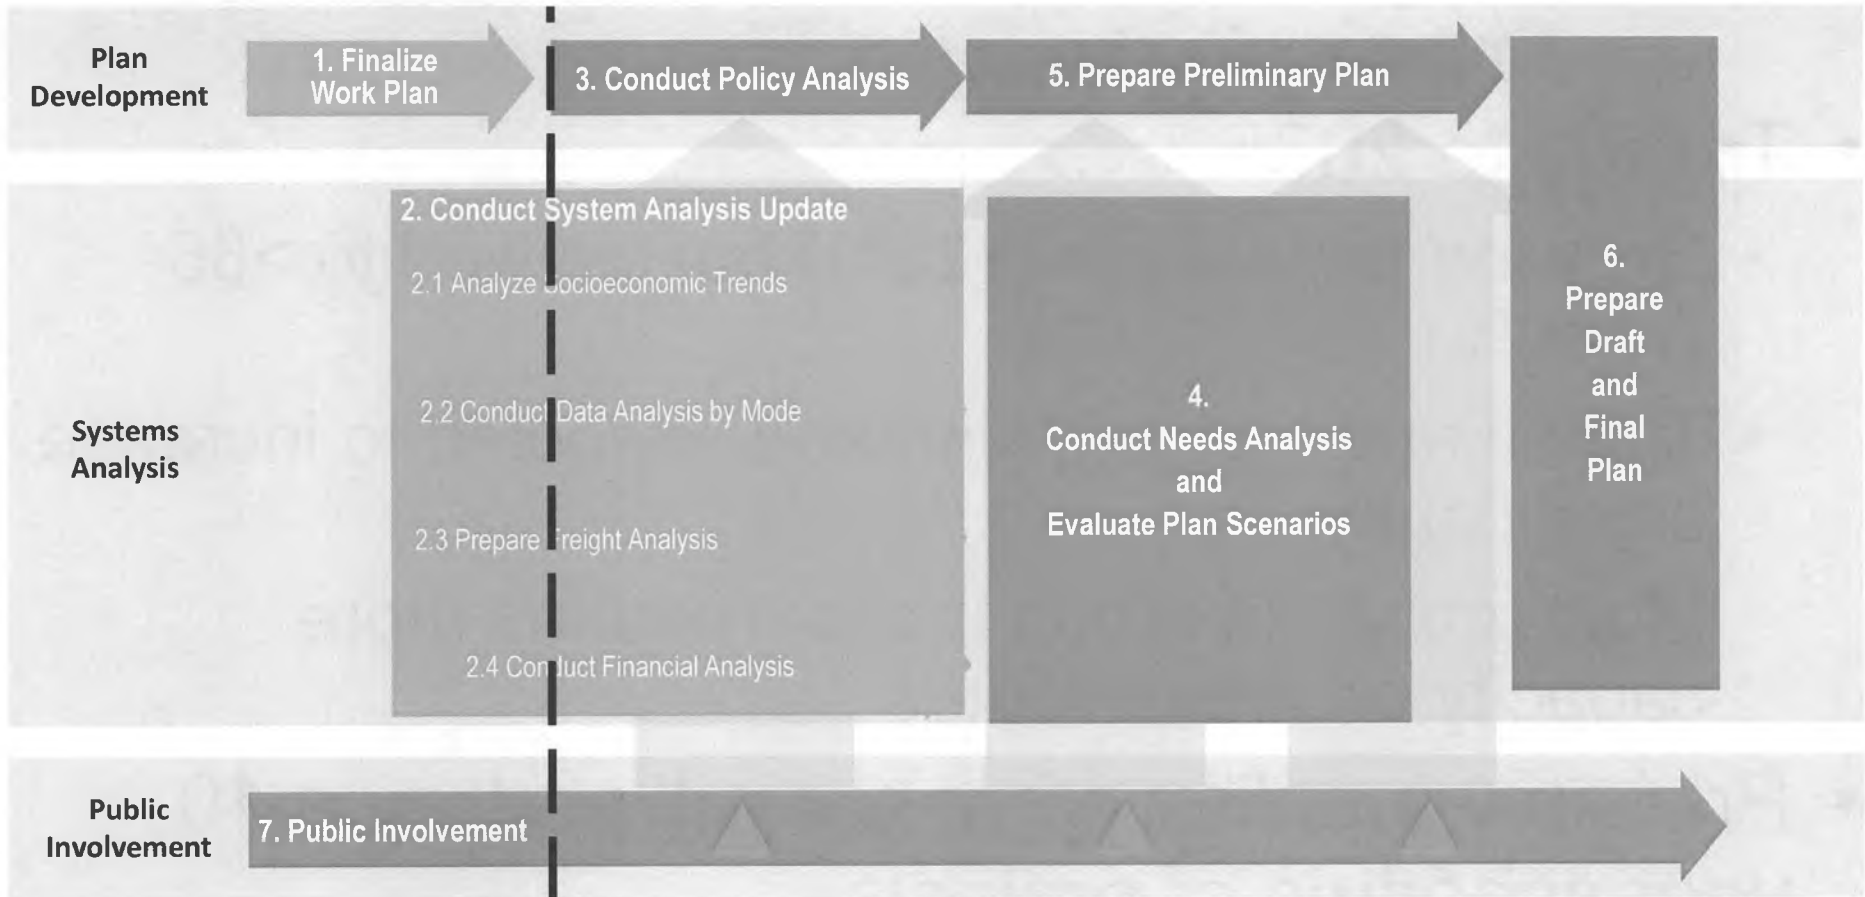 Plan
Development
1. Finalize
Work Plan
3. Conduct Policy Analysis
5. Prepare Preliminary Plan
Systems
Analysis
2. Conduct System Analysis Update
2.1 Analyze Socioeconomic Trends
2.2 Conduct Data Analysis by Mode
2.3 Prepare Freight Analysis
2.4 Conduct Financial Analysis
4.
Conduct Needs Analysis
and
Evaluate Plan Scenarios
6.
Prepare
Draft
and
Final
Plan
Public
Involvement
7. Public Involvement